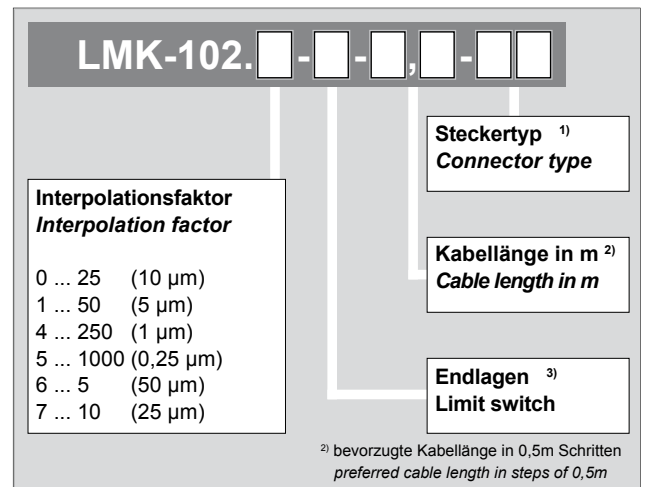 LMK-102.□-□-□,□-□□
Steckertyp 1)
Connector type
Interpolationsfaktor
Interpolation factor
0 ... 25 (10 µm)
1 ... 50 (5 µm)
4 ... 250 (1 µm)
5 ... 1000 (0,25 µm)
6 ... 5 (50 µm)
7 ... 10 (25 µm)
Kabellänge in m 2)
Cable length in m
Endlagen 3)
Limit switch
2) bevorzugte Kabellänge in 0,5m Schritten
preferred cable length in steps of 0,5m